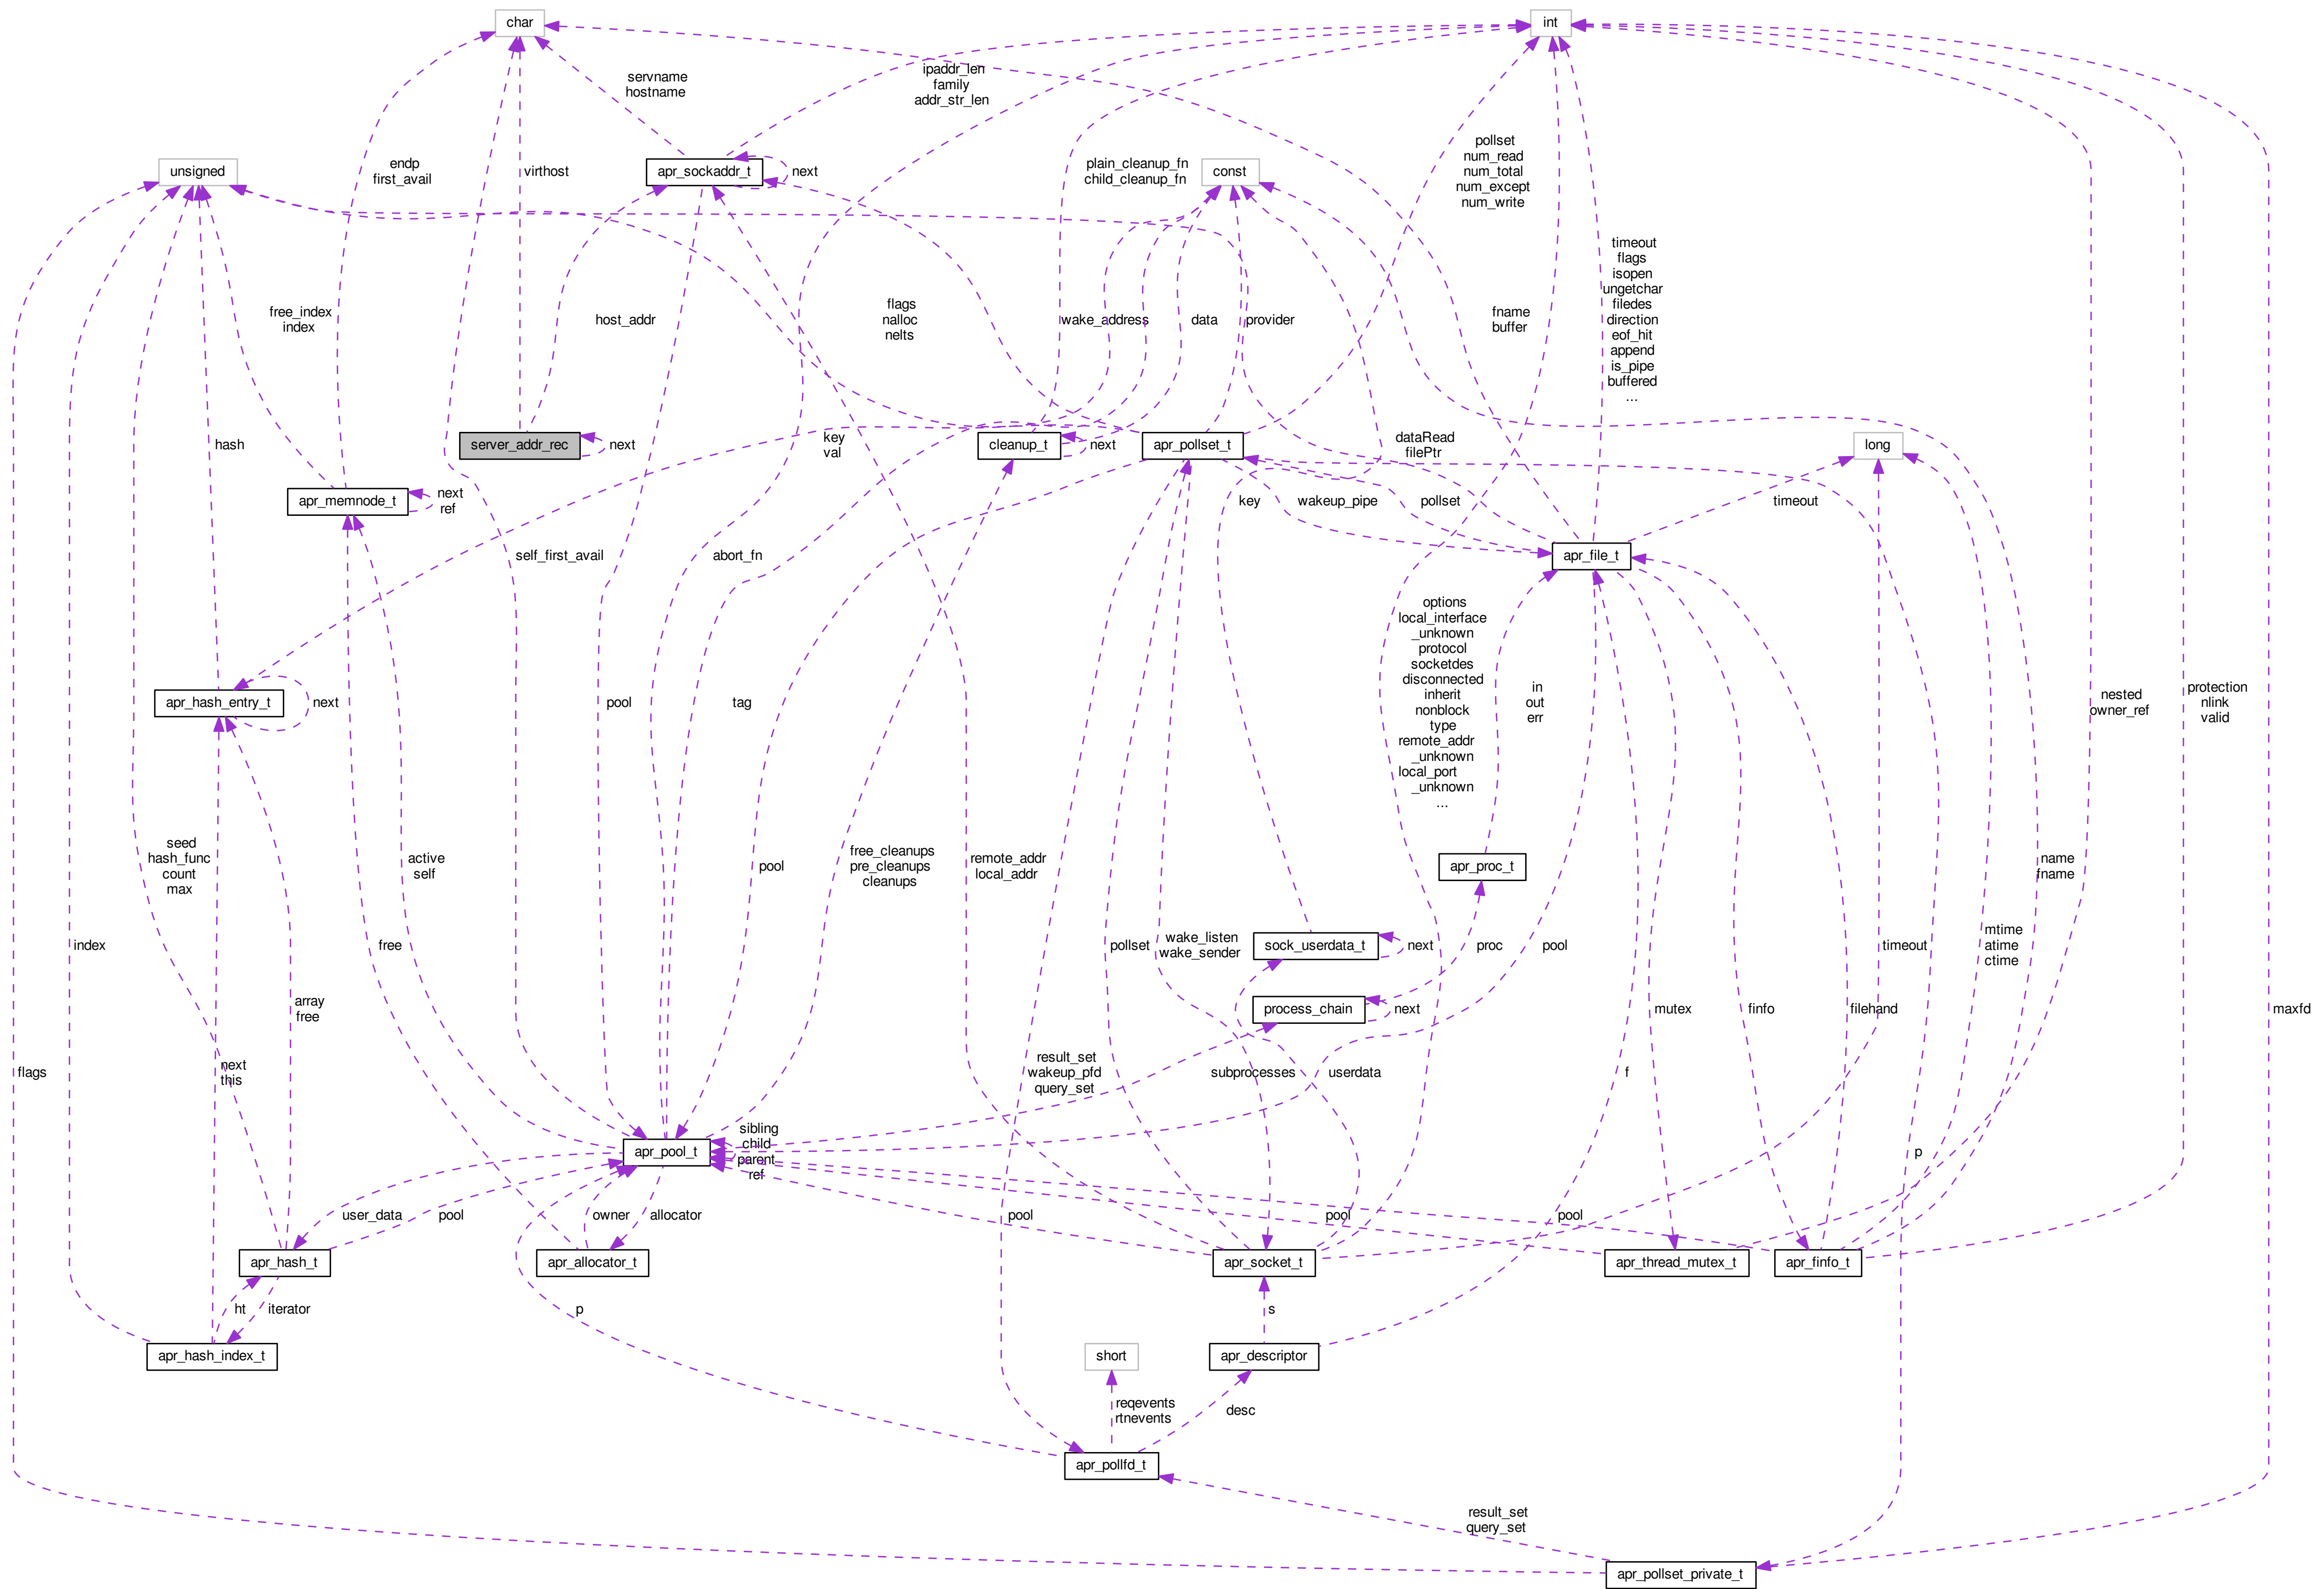 char
int
servname
hostname
ipaddr_len
family
addr_str_len
unsigned
endp
first_avail
virthost
apr_sockaddr_t
next
plain_cleanup_fn
child_cleanup_fn
const
pollset
num_read
num_total
num_except
num_write
free_index
index
host_addr
flags
nalloc
nelts
wake_address
data
provider
fname
buffer
timeout
flags
isopen
ungetchar
filedes
direction
eof_hit
append
is_pipe
buffered
...
hash
server_addr_rec
next
key
val
cleanup_t
next
apr_pollset_t
dataRead
filePtr
long
apr_memnode_t
next
ref
key
wakeup_pipe
pollset
timeout
self_first_avail
abort_fn
apr_file_t
options
local_interface
_unknown
protocol
socketdes
disconnected
inherit
nonblock
type
remote_addr
_unknown
local_port
_unknown
...
apr_hash_entry_t
next
pool
tag
in
out
err
nested
owner_ref
protection
nlink
valid
seed
hash_func
count
max
active
self
pool
free_cleanups
pre_cleanups
cleanups
remote_addr
local_addr
apr_proc_t
name
fname
index
free
pollset
wake_listen
wake_sender
sock_userdata_t
next
proc
pool
mtime
atime
ctime
timeout
array
free
process_chain
next
mutex
finfo
filehand
maxfd
flags
next
this
result_set
wakeup_pfd
query_set
subprocesses
userdata
f
apr_pool_t
sibling
child
parent
ref
p
user_data
pool
owner
allocator
pool
pool
pool
apr_hash_t
apr_allocator_t
apr_socket_t
apr_thread_mutex_t
apr_finfo_t
ht
iterator
p
s
apr_hash_index_t
short
apr_descriptor
reqevents
rtnevents
desc
apr_pollfd_t
result_set
query_set
apr_pollset_private_t